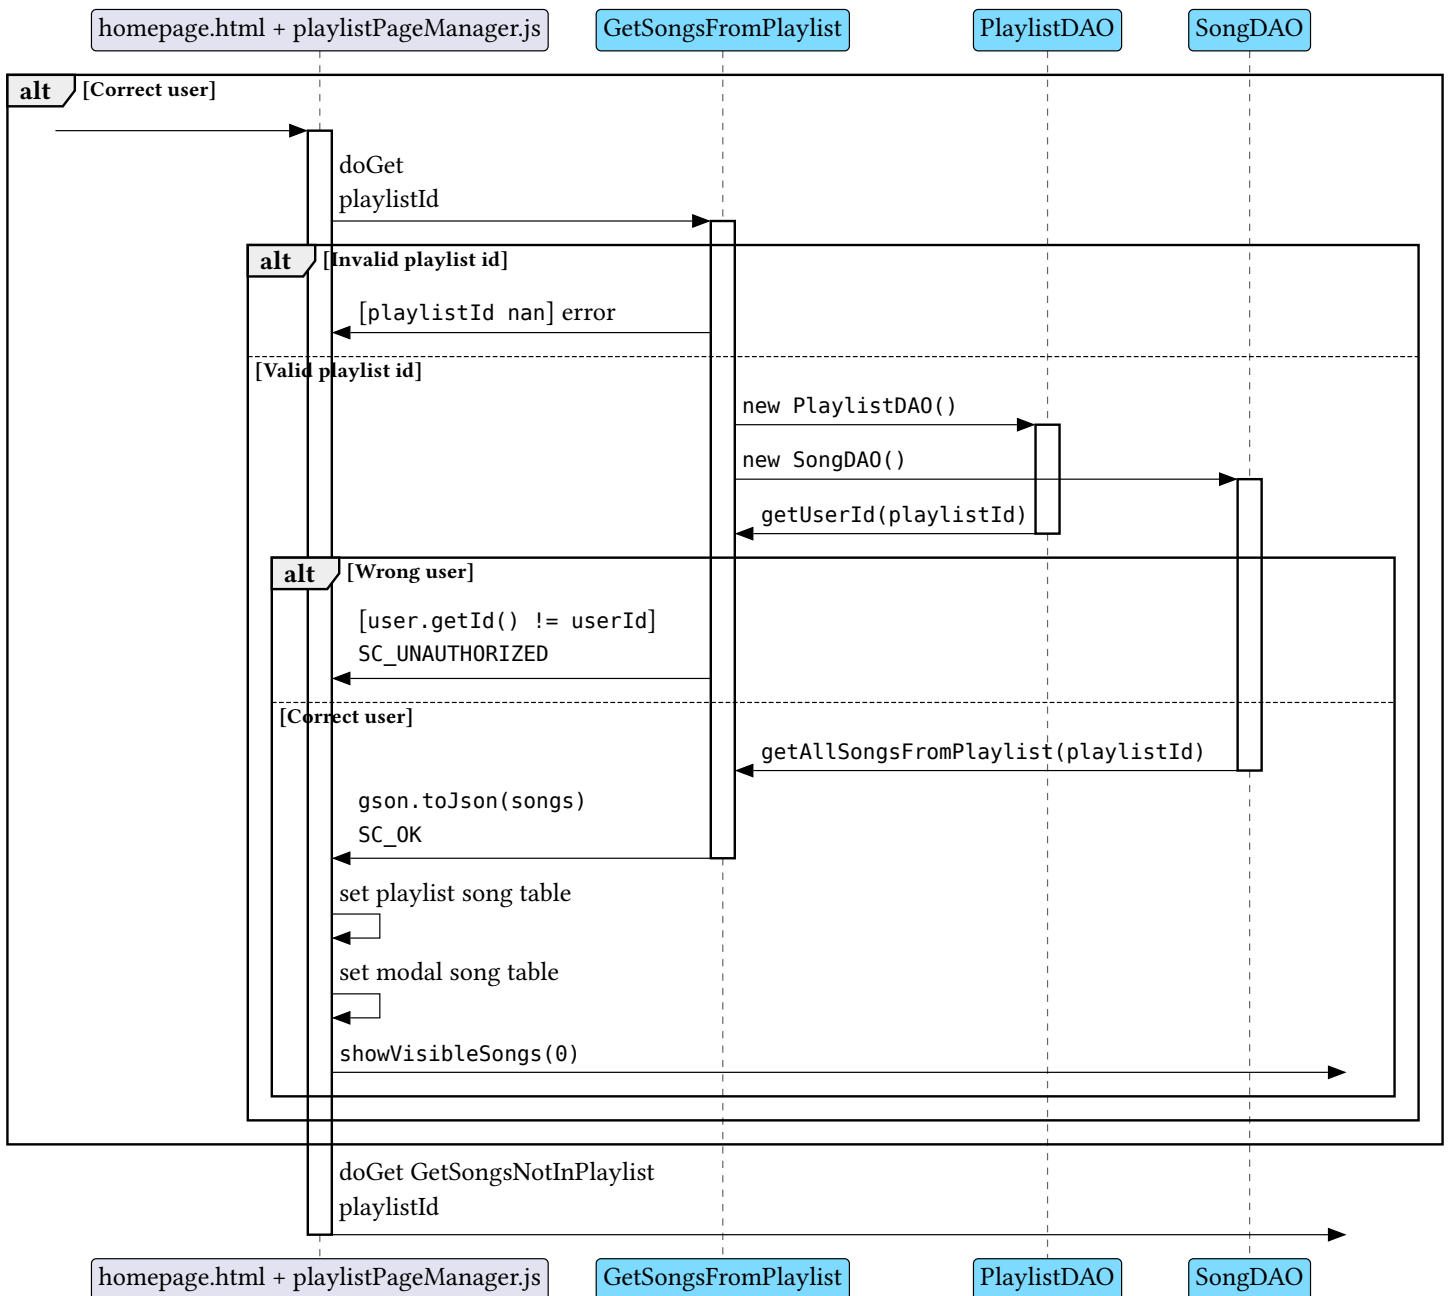 homepage.html + playlistPageManager.js
GetSongsFromPlaylist
PlaylistDAO
SongDAO
alt
[Correct user]
doGet
playlistId
alt
[Invalid playlist id]
[playlistId nan] error
[Valid playlist id]
new PlaylistDAO()
new SongDAO()
getUserId(playlistId)
alt
[Wrong user]
[user.getId() != userId]
SC_UNAUTHORIZED
[Correct user]
getAllSongsFromPlaylist(playlistId)
gson.toJson(songs)
SC_OK
set playlist song table
set modal song table
showVisibleSongs(0)
doGet GetSongsNotInPlaylist
playlistId
homepage.html + playlistPageManager.js
GetSongsFromPlaylist
PlaylistDAO
SongDAO